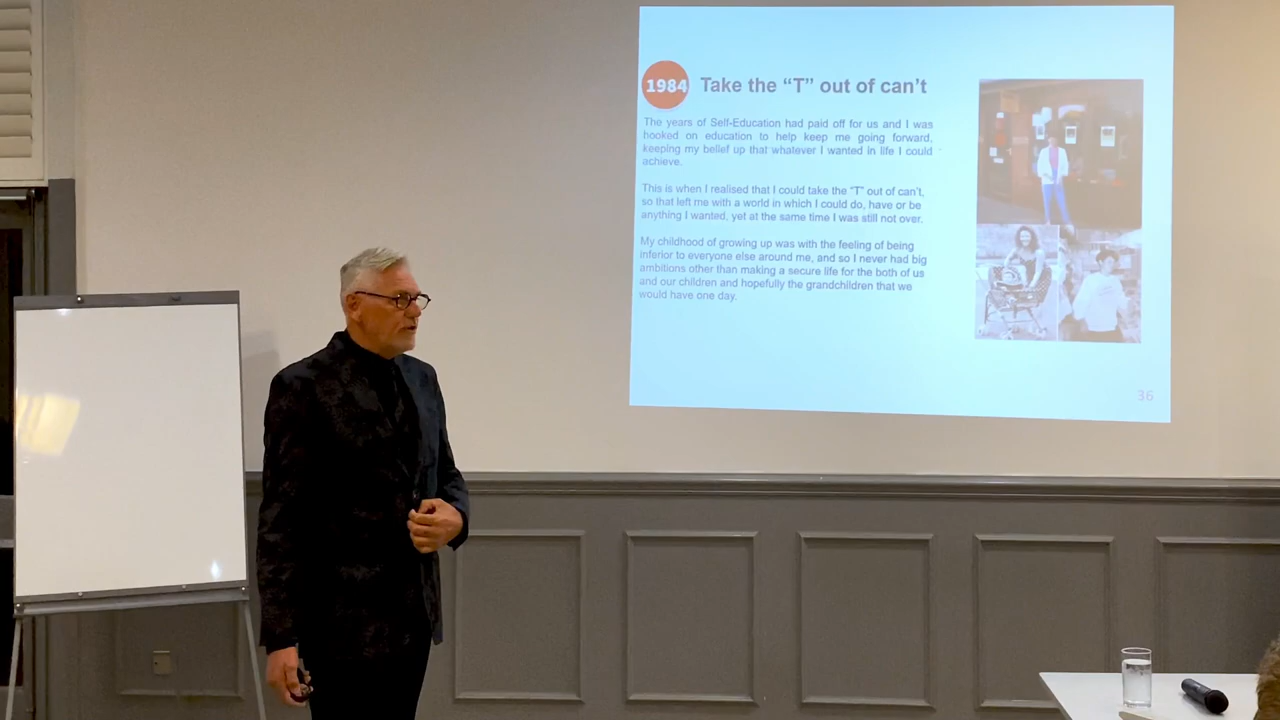 1984 Take the “T” out of can’t
The years of Self-Education had paid off for us and I was
hooked on education to help keep me going forward,
keeping my belief up that whatever I wanted in life I could
achieve.
This is when I realised that I could take the “T” out of can’t,
so that left me with a world in which I could do, have or be
anything I wanted, yet at the same time I was still not over.
My childhood of growing up was with the feeling of being
inferior to everyone else around me, and so I never had big
ambitions other than making a secure life for the both of us
and our children and hopefully the grandchildren that we
would have one day.
36